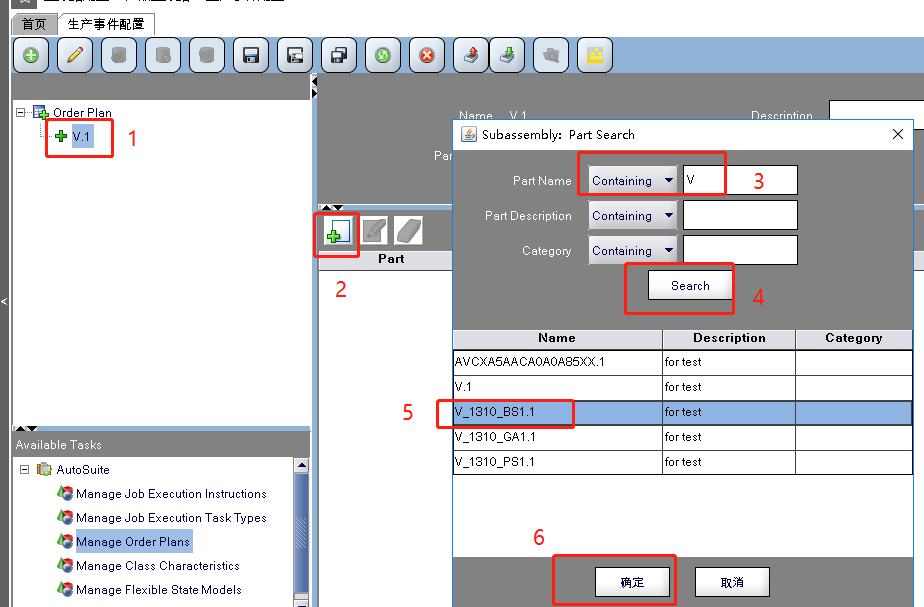 首页 生产事件配置
Order Plan
V.1
1
Name V.1
Description
Par
2
Part
Subassembly: Part Search
Part Name Containing V
3
Part Description Containing
Category Containing
Search
4
Name Description Category
AVCXA5AACA0A0A85XX.1 for test
V.1 for test
5
V_1310_BS1.1 for test
V_1310_GA1.1 for test
V_1310_PS1.1 for test
6
确定 取消
Available Tasks
AutoSuite
Manage Job Execution Instructions
Manage Job Execution Task Types
Manage Order Plans
Manage Class Characteristics
Manage Flexible State Models